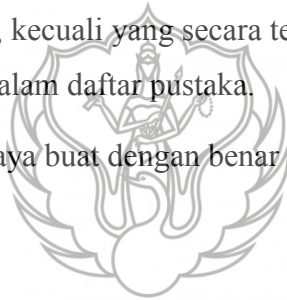 , kecuali yang secara te
alam daftar pustaka.
aya buat dengan benar